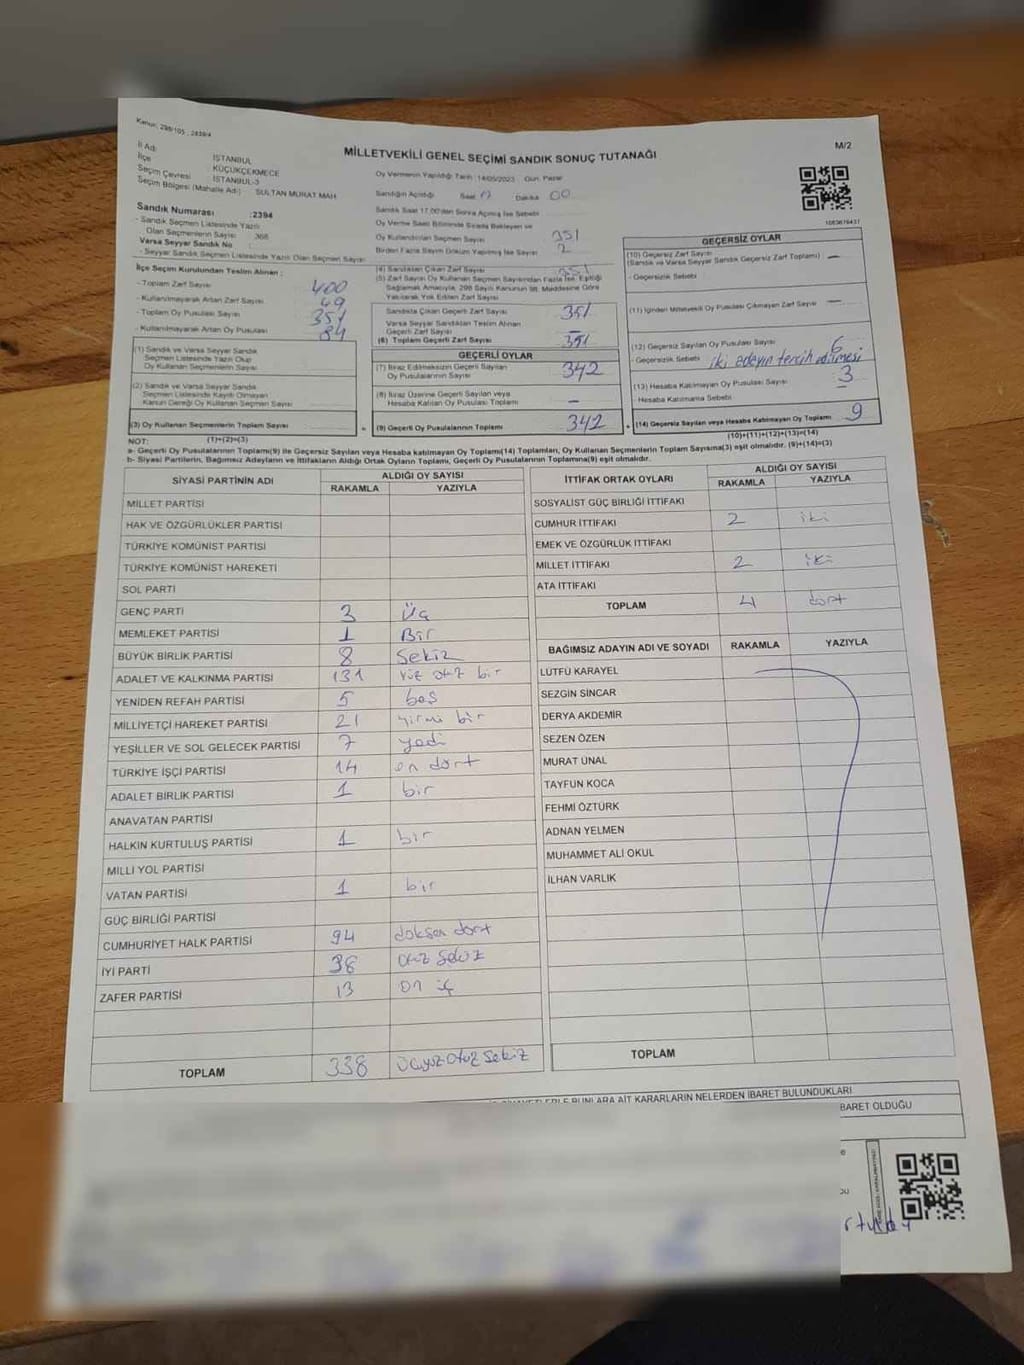 Kanun; 298/105 , 2839/4
MİLLETVEKİLİ GENEL SEÇİMİ SANDIK SONUÇ TUTANAĞI
M/2
İl Adı : İSTANBUL
İlçe : KÜÇÜKÇEKMECE
Seçim Çevresi : İSTANBUL-3
Seçim Bölgesi (Mahalle Adı) : SULTAN MURAT MAH.
Sandık Numarası :2394
- Sandık Seçmen Listesinde Yazılı
Olan Seçmenlerin Sayısı : 368
Varsa Seyyar Sandık No :
- Seyyar Sandık Seçmen Listesinde Yazılı Olan Seçmen Sayısı
İlçe Seçim Kurulundan Teslim Alınan ;
- Toplam Zarf Sayısı 400
- Kullanılmayarak Artan Zarf Sayısı 49
- Toplam Oy Pusulası Sayısı 351
- Kullanılmayarak Artan Oy Pusulası 84
(1) Sandık ve Varsa Seyyar Sandık
Seçmen Listesinde Yazılı Olup
Oy Kullanan Seçmenlerin Sayısı
(2) Sandık ve Varsa Seyyar Sandık
Seçmen Listesinde Kayıtlı Olmayan
Kanun Gereği Oy Kullanan Seçmen Sayısı
(3) Oy Kullanan Seçmenlerin Toplam Sayısı
(1)+(2)=(3)
Oy Vermenin Yapıldığı Tarih : 14/05/2023 Gün: Pazar
Sandığın Açıldığı Saat 17 Dakika 00
Sandık Saat 17.00'den Sonra Açılmış İse Sebebi
Oy Verme Saati Bitiminde Sırada Bekleyen ve
Oy Kullandırılan Seçmen Sayısı 351
Birden Fazla Sayım Döküm Yapılmış İse Sayısı 2
(4) Sandıktan Çıkan Zarf Sayısı 351
(5) Zarf Sayısı Oy Kullanan Seçmen Sayısından Fazla İse, Eşitliği
Sağlamak Amacıyla, 298 Sayılı Kanunun 98. Maddesine Göre
Yakılarak Yok Edilen Zarf Sayısı
Sandıkta Çıkan Geçerli Zarf Sayısı 351
Varsa Seyyar Sandıktan Teslim Alınan
Geçerli Zarf Sayısı –
(6) Toplam Geçerli Zarf Sayısı 351
GEÇERLİ OYLAR
(7) İtiraz Edilmeksizin Geçerli Sayılan
Oy Pusulalarının Sayısı 342
(8) İtiraz Üzerine Geçerli Sayılan veya
Hesaba Katılan Oy Pusulası Toplamı –
(9) Geçerli Oy Pusulalarının Toplamı 342
1083676437
GEÇERSİZ OYLAR
(10) Geçersiz Zarf Sayısı
(Sandık ve Varsa Seyyar Sandık Geçersiz Zarf Toplamı) –
- Geçersizlik Sebebi
(11) İçinden Milletvekili Oy Pusulası Çıkmayan Zarf Sayısı –
(12) Geçersiz Sayılan Oy Pusulası Sayısı 6
- Geçersizlik Sebebi iki adayın tercih edilmesi
(13) Hesaba Katılmayan Oy Pusulası Sayısı 3
Hesaba Katılmama Sebebi
(14) Geçersiz Sayılan veya Hesaba Katılmayan Oy Toplamı 9
(10)+(11)+(12)+(13)=(14)
NOT:
a- Geçerli Oy Pusulalarının Toplamı(9) ile Geçersiz Sayılan veya Hesaba katılmayan Oy Toplamı(14) Toplamları, Oy Kullanan Seçmenlerin Toplam Sayısına(3) eşit olmalıdır. (9)+(14)=(3)
b- Siyasi Partilerin, Bağımsız Adayların ve İttifakların Aldığı Ortak Oyların Toplamı, Geçerli Oy Pusulalarının Toplamına(9) eşit olmalıdır.
SİYASİ PARTİNİN ADI ALDIĞI OY SAYISI
RAKAMLA YAZIYLA
MİLLET PARTİSİ
HAK VE ÖZGÜRLÜKLER PARTİSİ
TÜRKİYE KOMÜNİST PARTİSİ
TÜRKİYE KOMÜNİST HAREKETİ
SOL PARTİ
GENÇ PARTİ 3 Üç
MEMLEKET PARTİSİ 1 Bir
BÜYÜK BİRLİK PARTİSİ 8 Sekiz
ADALET VE KALKINMA PARTİSİ 131 Yüz otz bir
YENİDEN REFAH PARTİSİ 5 beş
MİLLİYETÇİ HAREKET PARTİSİ 21 yirmi bir
YEŞİLLER VE SOL GELECEK PARTİSİ 7 yedi
TÜRKİYE İŞÇİ PARTİSİ 14 on dört
ADALET BİRLİK PARTİSİ 1 bir
ANAVATAN PARTİSİ
HALKIN KURTULUŞ PARTİSİ 1 bir
MİLLİ YOL PARTİSİ
VATAN PARTİSİ 1 bir
GÜÇ BİRLİĞİ PARTİSİ
CUMHURİYET HALK PARTİSİ 94 doksan dört
İYİ PARTİ 38 otuz sekiz
ZAFER PARTİSİ 13 on üç
TOPLAM 338 üçyüz otuz sekiz
İTTİFAK ORTAK OYLARI ALDIĞI OY SAYISI
RAKAMLA YAZIYLA
SOSYALİST GÜÇ BİRLİĞİ İTTİFAKI
CUMHUR İTTİFAKI 2 iki
EMEK VE ÖZGÜRLÜK İTTİFAKI
MİLLET İTTİFAKI 2 iki
ATA İTTİFAKI
TOPLAM 4 dört
BAĞIMSIZ ADAYIN ADI VE SOYADI RAKAMLA YAZIYLA
LÜTFÜ KARAYEL
SEZGİN SİNCAR
DERYA AKDEMİR
SEZEN ÖZEN
MURAT ÜNAL
TAYFUN KOCA
FEHMİ ÖZTÜRK
ADNAN YELMEN
MUHAMMET ALİ OKUL
İLHAN VARLIK
TOPLAM
BUNLARA AİT KARARLARIN NELERDEN İBARET BULUNDUKLARI
İBARET OLDUĞU